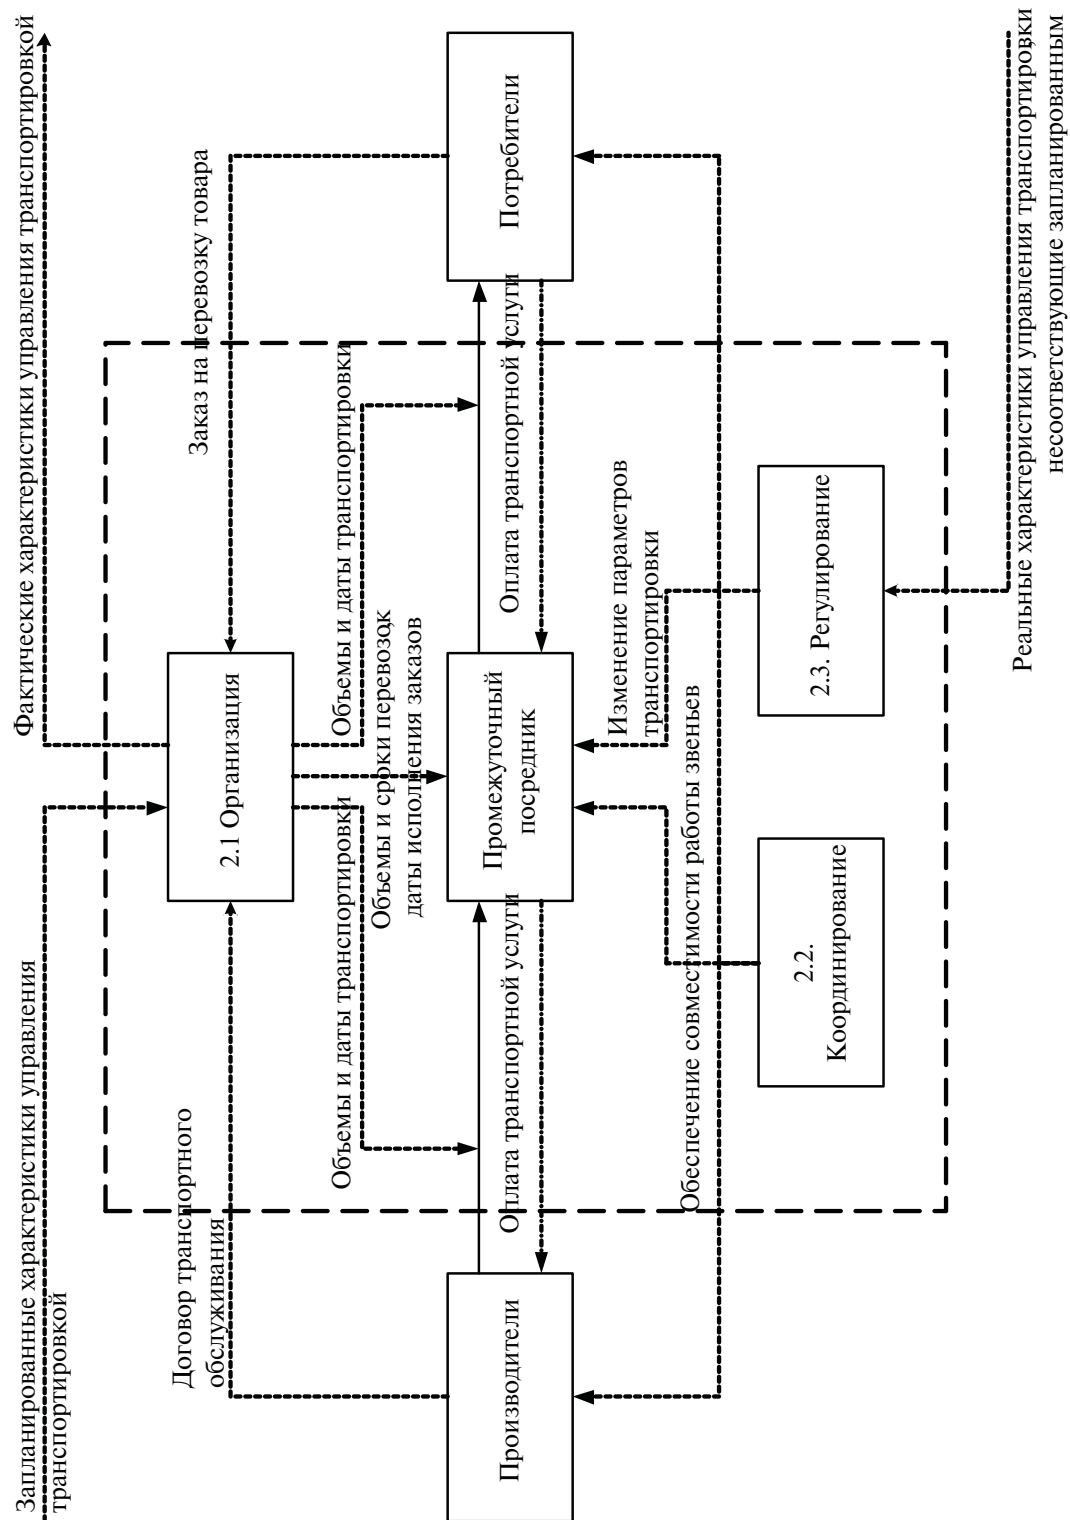 Запланированные характеристики управления
транспортировкой
Фактические характеристики управления транспортировкой
Договор транспортного
обслуживания
2.1 Организация
Заказ на перевозку товара
Объемы и даты транспортировки
Объемы и сроки перевозок,
даты исполнения заказов
Объемы и даты транспортировки
Производители
Оплата транспортной услуги
Промежуточный
посредник
Оплата транспортной услуги
Потребители
Изменение параметров
транспортировки
Обеспечение совместимости работы звеньев
2.2.
Координирование
2.3. Регулирование
Реальные характеристики управления транспортировки,
несоответствующие запланированным